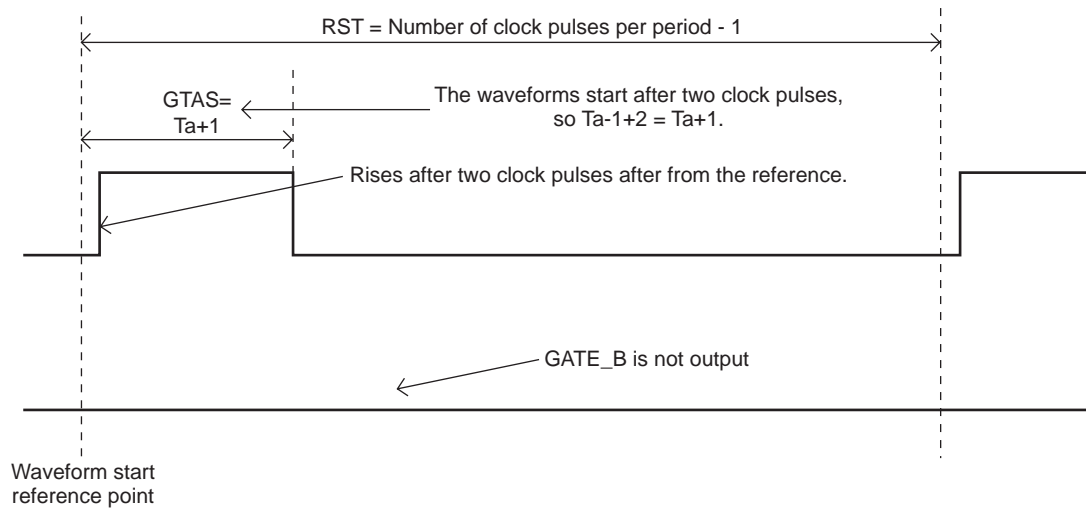 RST = Number of clock pulses per period - 1
GTAS=
Ta+1
The waveforms start after two clock pulses,
so Ta-1+2 = Ta+1.
Rises after two clock pulses after from the reference.
GATE_B is not output
Waveform start
reference point